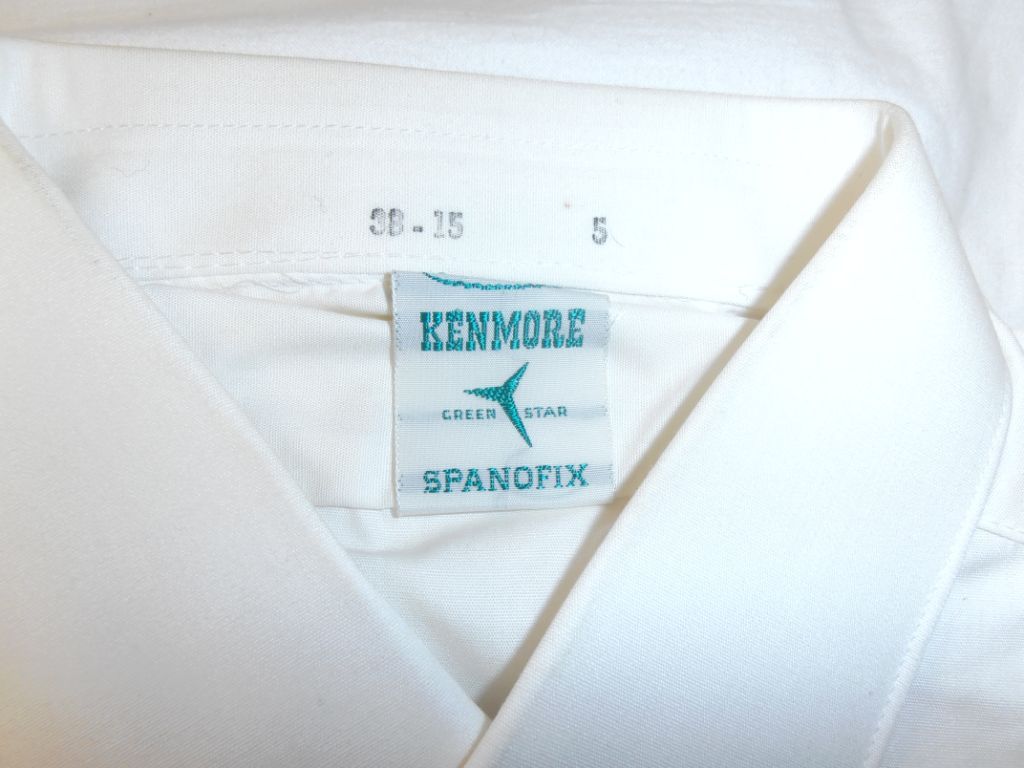 38-15 5
KENMORE
GREEN STAR
SPANOFIX